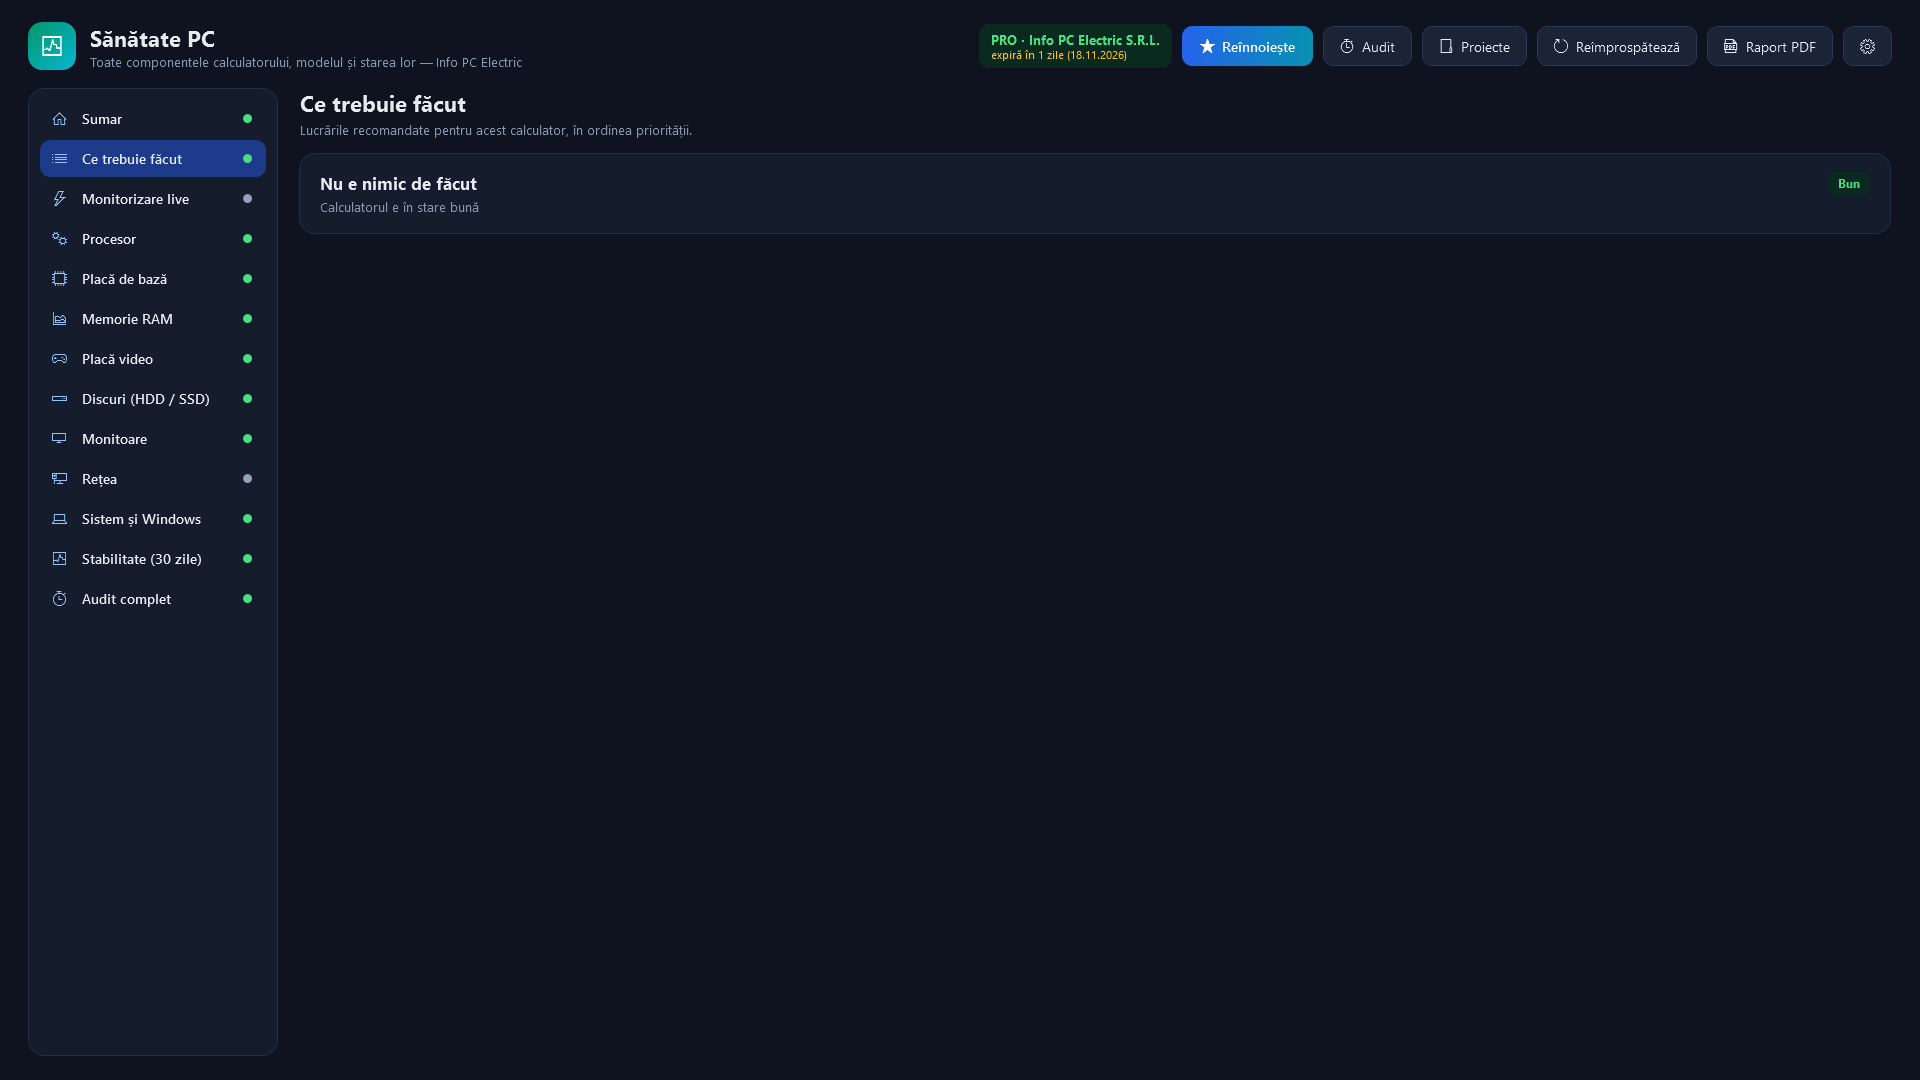 Sănătate PC
Toate componentele calculatorului, modelul și starea lor — Info PC Electric
PRO · Info PC Electric S.R.L.
expiră în 1 zile (18.11.2026)
Reînnoiește
Audit
Proiecte
Reîmprospătează
Raport PDF
Sumar
Ce trebuie făcut
Monitorizare live
Procesor
Placă de bază
Memorie RAM
Placă video
Discuri (HDD / SSD)
Monitoare
Rețea
Sistem și Windows
Stabilitate (30 zile)
Audit complet
Ce trebuie făcut
Lucrările recomandate pentru acest calculator, în ordinea priorității.
Nu e nimic de făcut
Bun
Calculatorul e în stare bună